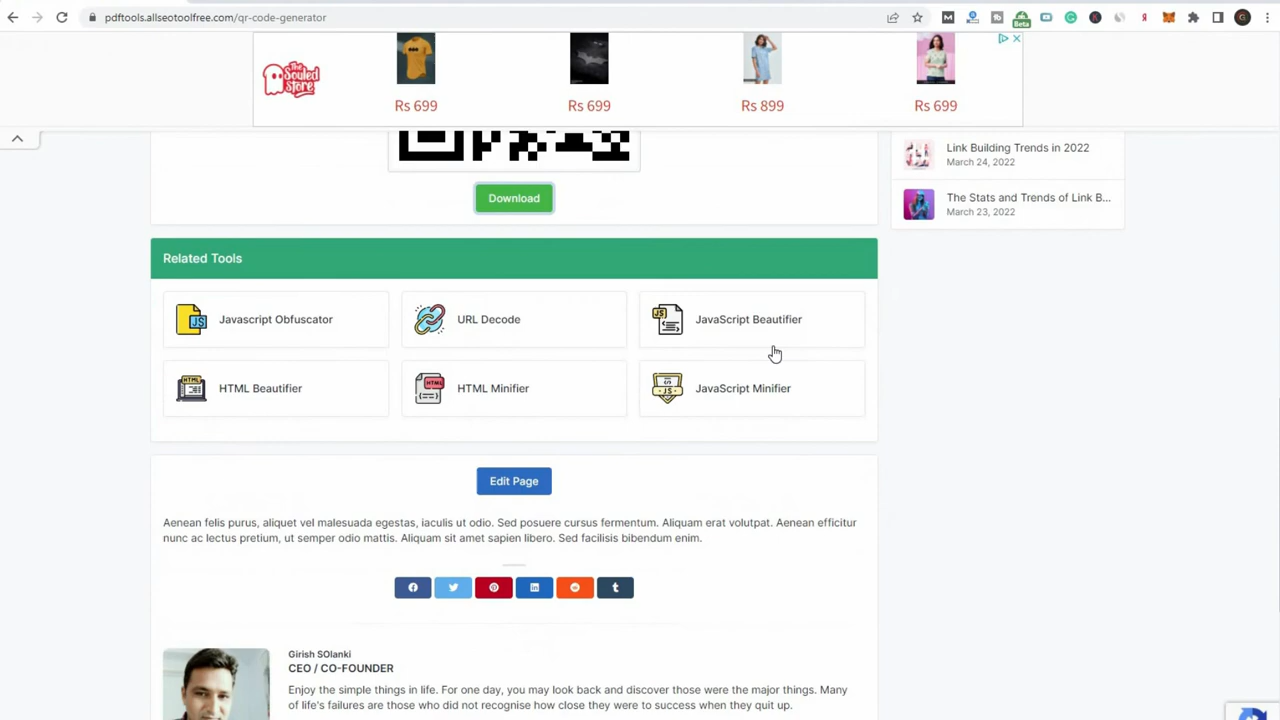 pdftools.allseotoolfree.com/qr-code-generator
Beta
G
The
Souled
Store
Rs 699
Rs 699
Rs 899
Rs 699
Link Building Trends in 2022
March 24, 2022
Download
The Stats and Trends of Link B...
March 23, 2022
Related Tools
Javascript Obfuscator
URL Decode
JavaScript Beautifier
HTML Beautifier
HTML Minifier
JavaScript Minifier
Edit Page
Aenean felis purus, aliquet vel malesuada egestas, iaculis ut odio. Sed posuere cursus fermentum. Aliquam erat volutpat. Aenean efficitur
nunc ac lectus pretium, ut semper odio mattis. Aliquam sit amet sapien libero. Sed facilisis bibendum enim.
Girish SOlanki
CEO / CO-FOUNDER
Enjoy the simple things in life. For one day, you may look back and discover those were the major things. Many
of life's failures are those who did not recognise how close they were to success when they quit up.